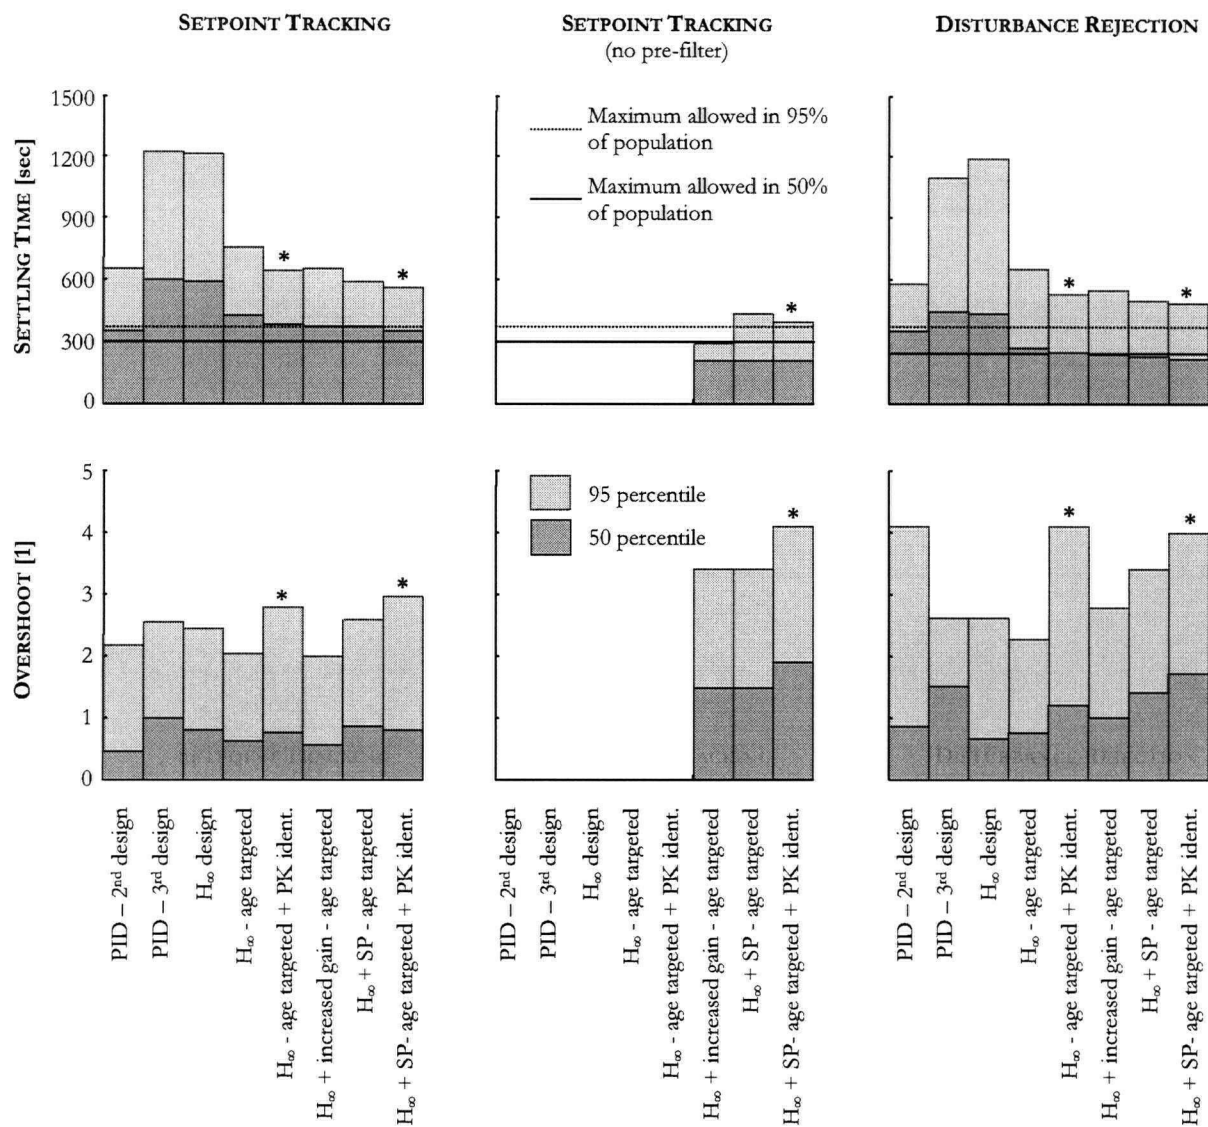 SETPOINT TRACKING
SETPOINT TRACKING
(no pre-filter)
DISTURBANCE REJECTION
SETTLING TIME [sec]
1500
1200
900
600
300
0
Maximum allowed in 95%
of population
Maximum allowed in 50%
of population
*
*
*
*
*
OVERSHOOT [1]
5
4
3
2
1
0
95 percentile
50 percentile
*
*
*
*
*
PID – 2nd design
PID – 3rd design
H∞ design
H∞ - age targeted
H∞ - age targeted + PK ident.
H∞ + increased gain - age targeted
H∞ + SP - age targeted
H∞ + SP- age targeted + PK ident.
PID – 2nd design
PID – 3rd design
H∞ design
H∞ - age targeted
H∞ - age targeted + PK ident.
H∞ + increased gain - age targeted
H∞ + SP - age targeted
H∞ + SP- age targeted + PK ident.
PID – 2nd design
PID – 3rd design
H∞ design
H∞ - age targeted
H∞ - age targeted + PK ident.
H∞ + increased gain - age targeted
H∞ + SP - age targeted
H∞ + SP- age targeted + PK ident.